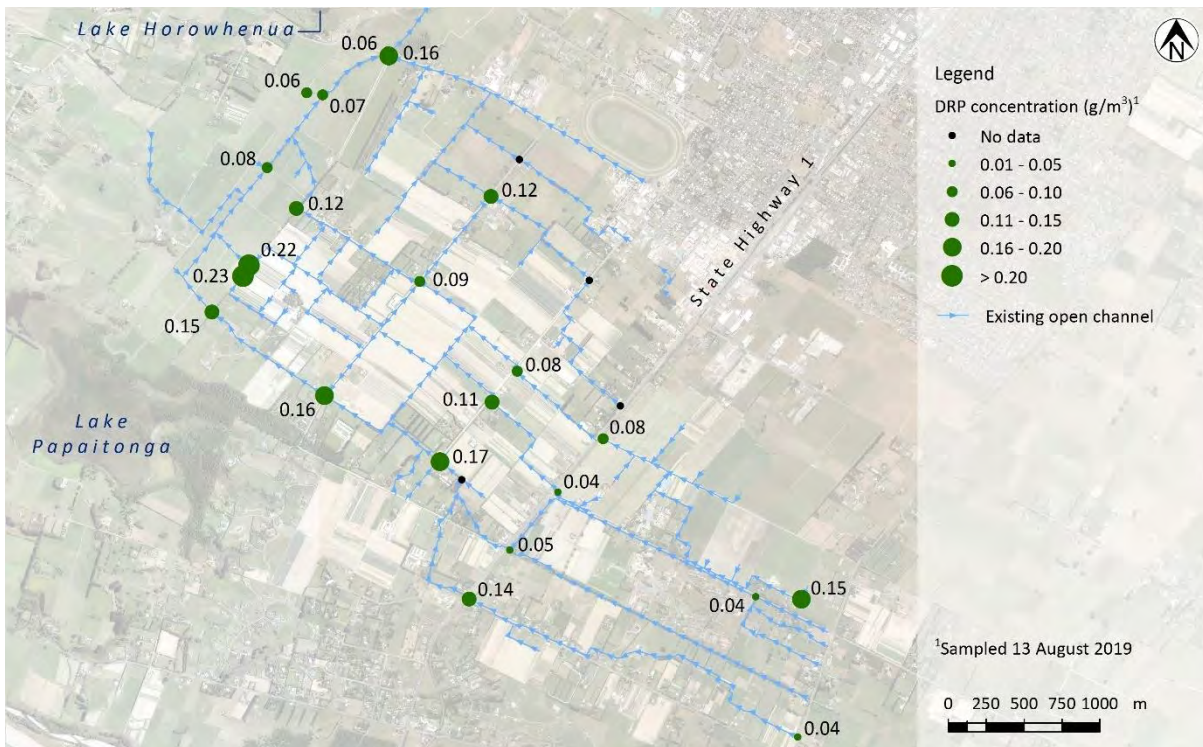 Lake Horowhenua
0.06
0.16
0.06
0.07
0.08
0.12
0.12
0.22
0.23
0.09
0.15
State Highway 1
0.08
0.11
0.16
0.08
Lake
Papaitonga
0.17
0.04
0.05
0.14
0.04
0.15
0.04
N
Legend
DRP concentration (g/m³)¹
No data
0.01 - 0.05
0.06 - 0.10
0.11 - 0.15
0.16 - 0.20
> 0.20
Existing open channel
¹Sampled 13 August 2019
0 250 500 750 1000 m